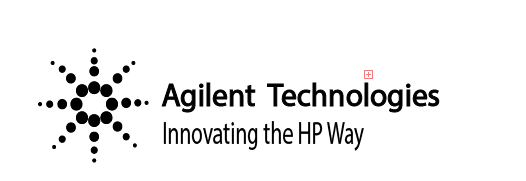 Agilent Technologies
Innovating the HP Way